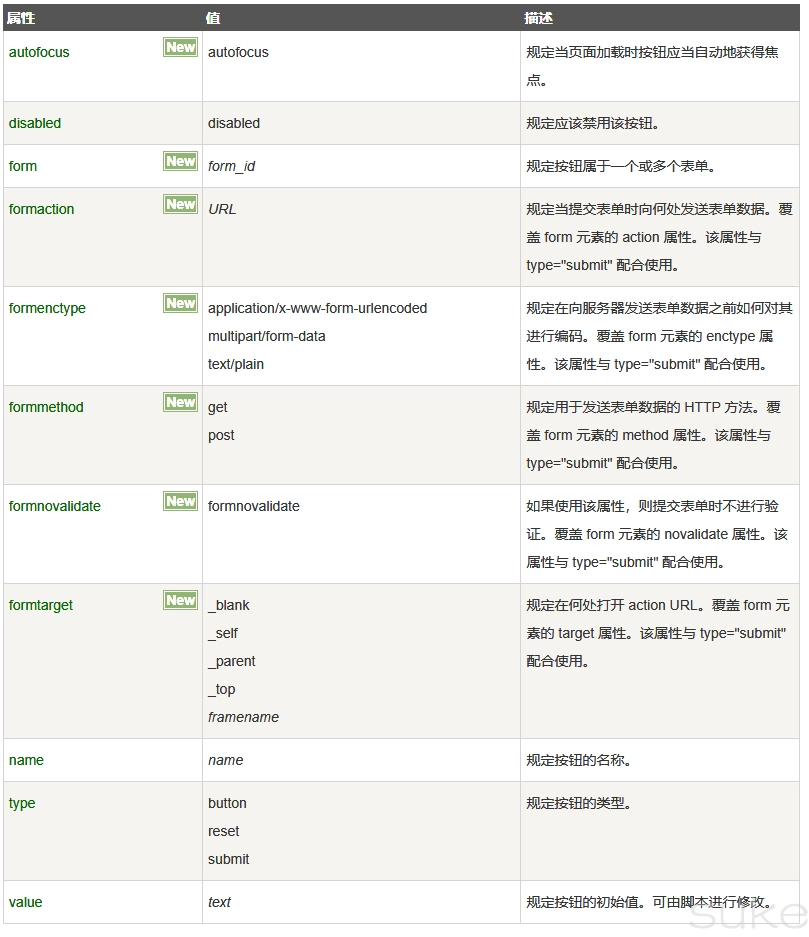 属性 值 描述
autofocus New autofocus 规定当页面加载时按钮应当自动地获得焦
点。
disabled disabled 规定应该禁用该按钮。
form New form_id 规定按钮属于一个或多个表单。
formaction New URL 规定当提交表单时向何处发送表单数据。覆
盖 form 元素的 action 属性。该属性与
type="submit" 配合使用。
formenctype New application/x-www-form-urlencoded 规定在向服务器发送表单数据之前如何对其
multipart/form-data 进行编码。覆盖 form 元素的 enctype 属
text/plain 性。该属性与 type="submit" 配合使用。
formmethod New get 规定用于发送表单数据的 HTTP 方法。覆
post 盖 form 元素的 method 属性。该属性与
type="submit" 配合使用。
formnovalidate New formnovalidate 如果使用该属性，则提交表单时不进行验
证。覆盖 form 元素的 novalidate 属性。该
属性与 type="submit" 配合使用。
formtarget New _blank 规定在何处打开 action URL。覆盖 form 元
_self 素的 target 属性。该属性与 type="submit"
_parent 配合使用。
_top
framename
name name 规定按钮的名称。
type button 规定按钮的类型。
reset
submit
value text 规定按钮的初始值。可由脚本进行修改。
suke